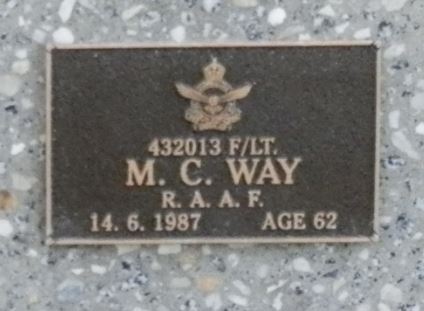 432013 F/LT.
M. C. WAY
R. A. A. F.
14. 6. 1987 AGE 62